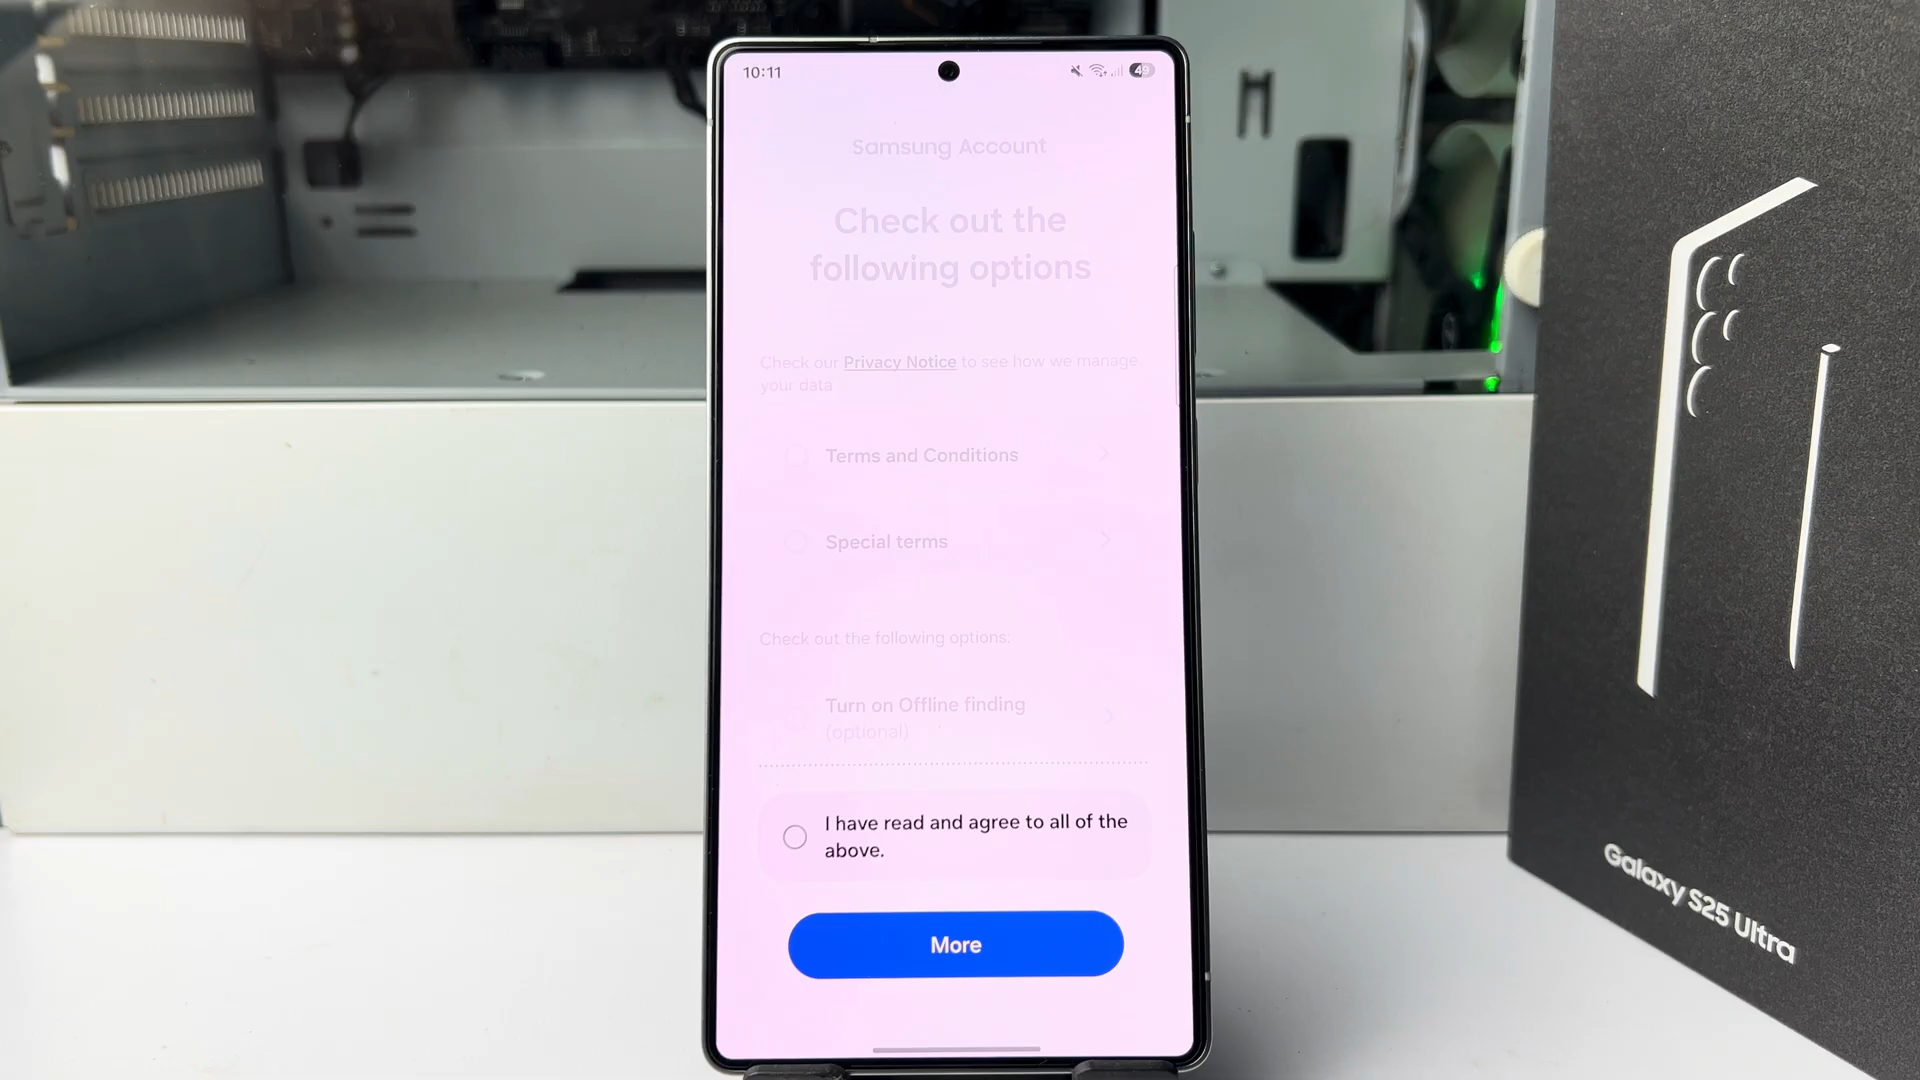 10:11
49
Samsung Account
Check out the
following options
Check our Privacy Notice to see how we manage
your data
Terms and Conditions
Special terms
Check out the following options:
Turn on Offline finding
(optional)
I have read and agree to all of the
above.
More
Galaxy S25 Ultra